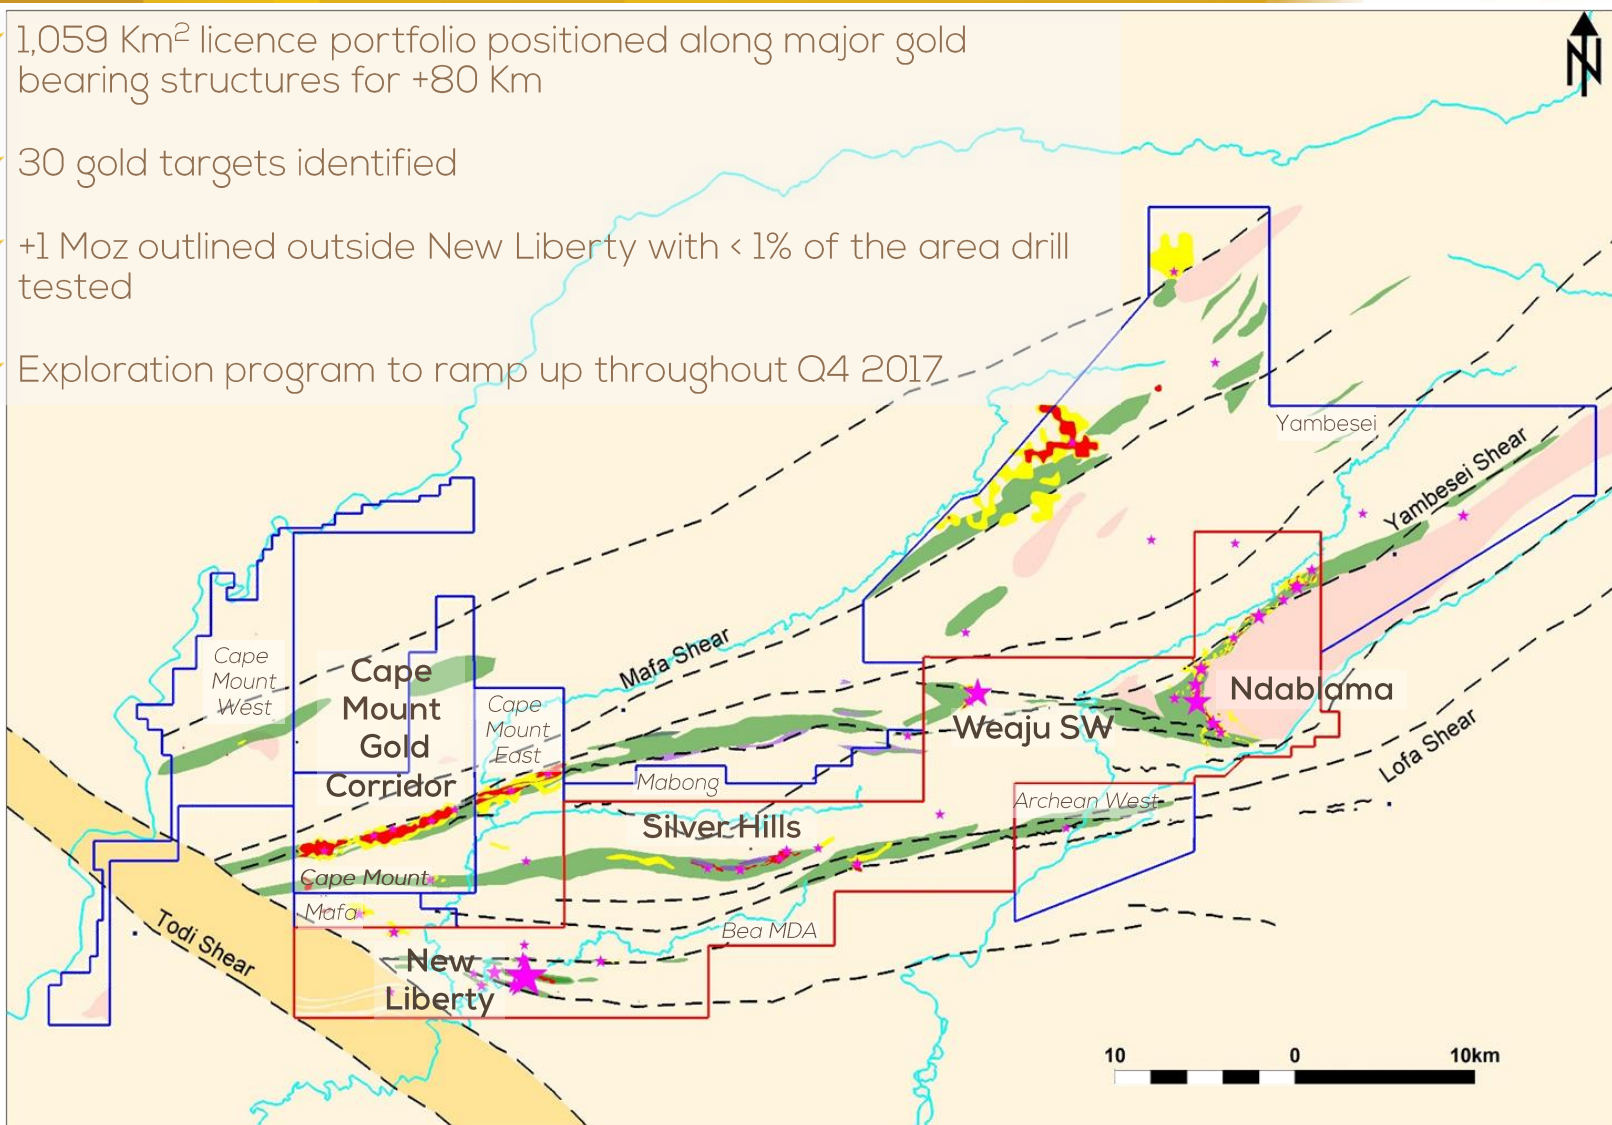 1,059 Km² licence portfolio positioned along major gold
bearing structures for +80 Km
30 gold targets identified
+1 Moz outlined outside New Liberty with < 1% of the area drill
tested
Exploration program to ramp up throughout Q4 2017
N
Yambesei
Yambesei Shear
Mafa Shear
Cape
Mount
West
Cape
Mount
Gold
Corridor
Cape
Mount
East
Ndablama
Weaju SW
Lofa Shear
Mabong
Archean West
Silver Hills
Cape Mount
Mafa
Bea MDA
Todi Shear
New
Liberty
10 0 10km